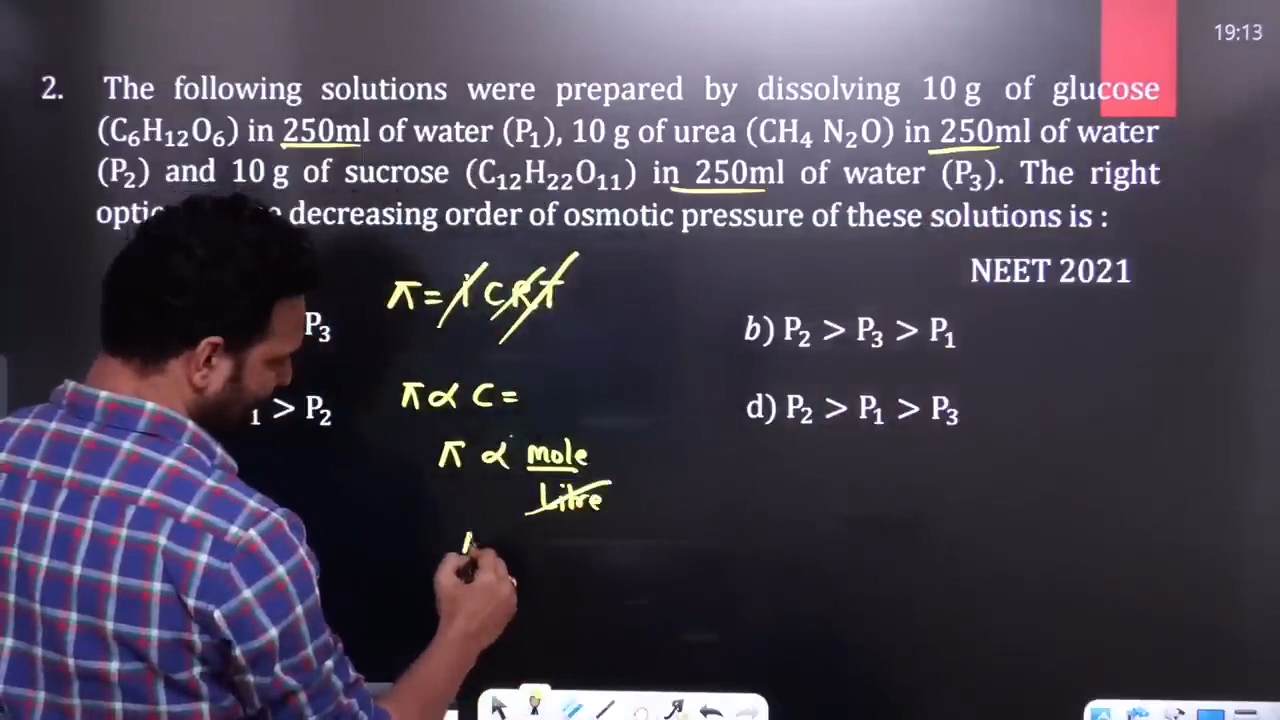 19:13
2. The following solutions were prepared by dissolving 10 g of glucose
(C₆H₁₂O₆) in 250ml of water (P₁), 10 g of urea (CH₄ N₂O) in 250ml of water
(P₂) and 10 g of sucrose (C₁₂H₂₂O₁₁) in 250ml of water (P₃). The right
decreasing order of osmotic pressure of these solutions is :
NEET 2021
π = i C R T
P₃
b) P₂ > P₃ > P₁
π ∝ C =
₁ > P₂
d) P₂ > P₁ > P₃
π ∝ mole
Litre